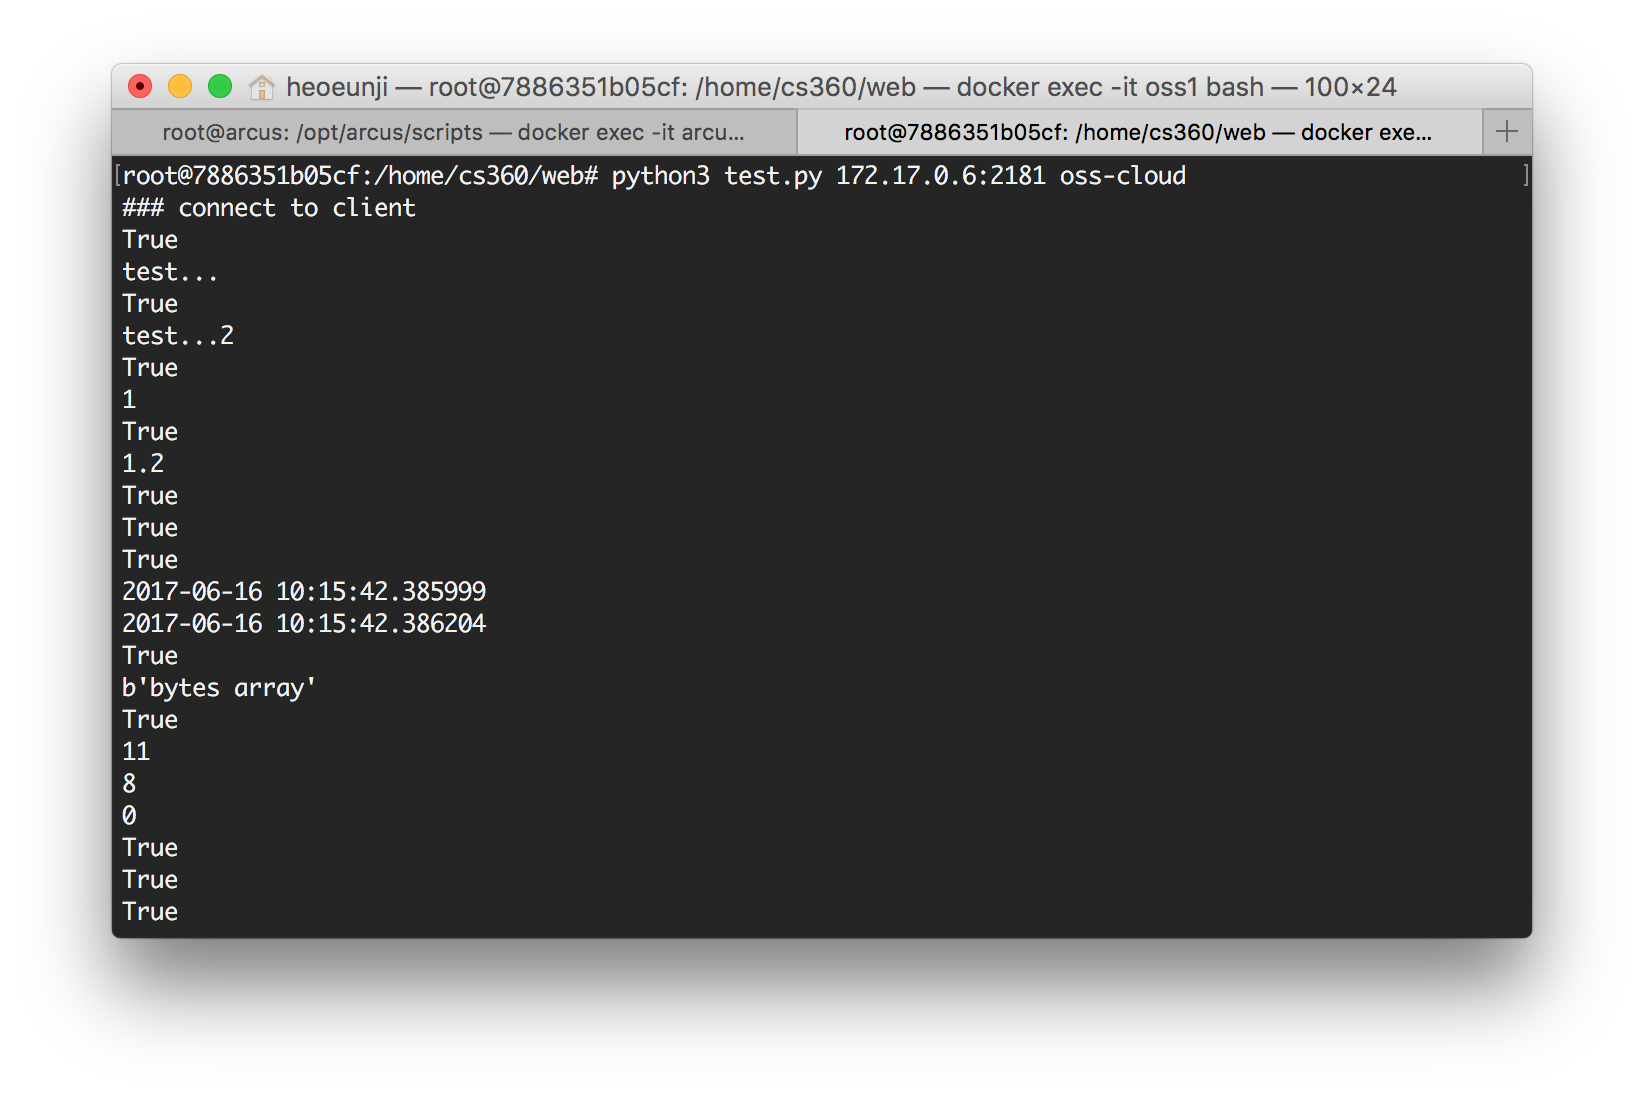 heoeunji — root@7886351b05cf: /home/cs360/web — docker exec -it oss1 bash — 100×24
root@arcus: /opt/arcus/scripts — docker exec -it arcu... root@7886351b05cf: /home/cs360/web — docker exe... +
[root@7886351b05cf:/home/cs360/web# python3 test.py 172.17.0.6:2181 oss-cloud ]
### connect to client
True
test...
True
test...2
True
1
True
1.2
True
True
True
2017-06-16 10:15:42.385999
2017-06-16 10:15:42.386204
True
b'bytes array'
True
11
8
0
True
True
True